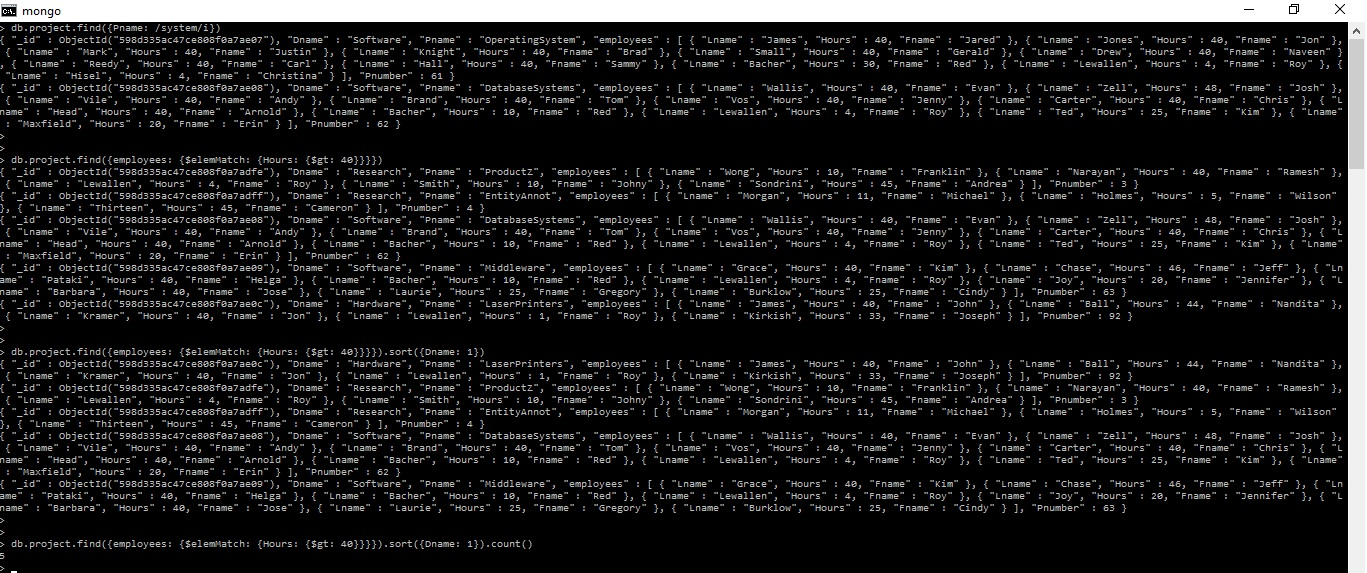 mongo
> db.project.find({Pname: /system/i})
{ "_id" : ObjectId("598d335ac47ce808f0a7ae07"), "Dname" : "Software", "Pname" : "OperatingSystem", "employees" : [ { "Lname" : "James", "Hours" : 40, "Fname" : "Jared" }, { "Lname" : "Jones", "Hours" : 40, "Fname" : "Jon" },
 { "Lname" : "Mark", "Hours" : 40, "Fname" : "Justin" }, { "Lname" : "Knight", "Hours" : 40, "Fname" : "Brad" }, { "Lname" : "Small", "Hours" : 40, "Fname" : "Gerald" }, { "Lname" : "Drew", "Hours" : 40, "Fname" : "Naveen" }
, { "Lname" : "Reedy", "Hours" : 40, "Fname" : "Carl" }, { "Lname" : "Hall", "Hours" : 40, "Fname" : "Sammy" }, { "Lname" : "Bacher", "Hours" : 30, "Fname" : "Red" }, { "Lname" : "Lewallen", "Hours" : 4, "Fname" : "Roy" }, {
 "Lname" : "Hisel", "Hours" : 4, "Fname" : "Christina" } ], "Pnumber" : 61 }
{ "_id" : ObjectId("598d335ac47ce808f0a7ae08"), "Dname" : "Software", "Pname" : "DatabaseSystems", "employees" : [ { "Lname" : "Wallis", "Hours" : 40, "Fname" : "Evan" }, { "Lname" : "Zell", "Hours" : 48, "Fname" : "Josh" },
 { "Lname" : "Vile", "Hours" : 40, "Fname" : "Andy" }, { "Lname" : "Brand", "Hours" : 40, "Fname" : "Tom" }, { "Lname" : "Vos", "Hours" : 40, "Fname" : "Jenny" }, { "Lname" : "Carter", "Hours" : 40, "Fname" : "Chris" }, { "L
name" : "Head", "Hours" : 40, "Fname" : "Arnold" }, { "Lname" : "Bacher", "Hours" : 10, "Fname" : "Red" }, { "Lname" : "Lewallen", "Hours" : 4, "Fname" : "Roy" }, { "Lname" : "Ted", "Hours" : 25, "Fname" : "Kim" }, { "Lname"
 : "Maxfield", "Hours" : 20, "Fname" : "Erin" } ], "Pnumber" : 62 }
>
>
> db.project.find({employees: {$elemMatch: {Hours: {$gt: 40}}}})
{ "_id" : ObjectId("598d335ac47ce808f0a7adfe"), "Dname" : "Research", "Pname" : "ProductZ", "employees" : [ { "Lname" : "Wong", "Hours" : 10, "Fname" : "Franklin" }, { "Lname" : "Narayan", "Hours" : 40, "Fname" : "Ramesh" },
 { "Lname" : "Lewallen", "Hours" : 4, "Fname" : "Roy" }, { "Lname" : "Smith", "Hours" : 10, "Fname" : "Johny" }, { "Lname" : "Sondrini", "Hours" : 45, "Fname" : "Andrea" } ], "Pnumber" : 3 }
{ "_id" : ObjectId("598d335ac47ce808f0a7adff"), "Dname" : "Research", "Pname" : "EntityAnnot", "employees" : [ { "Lname" : "Morgan", "Hours" : 11, "Fname" : "Michael" }, { "Lname" : "Holmes", "Hours" : 5, "Fname" : "Wilson"
}, { "Lname" : "Thirteen", "Hours" : 45, "Fname" : "Cameron" } ], "Pnumber" : 4 }
{ "_id" : ObjectId("598d335ac47ce808f0a7ae08"), "Dname" : "Software", "Pname" : "DatabaseSystems", "employees" : [ { "Lname" : "Wallis", "Hours" : 40, "Fname" : "Evan" }, { "Lname" : "Zell", "Hours" : 48, "Fname" : "Josh" },
 { "Lname" : "Vile", "Hours" : 40, "Fname" : "Andy" }, { "Lname" : "Brand", "Hours" : 40, "Fname" : "Tom" }, { "Lname" : "Vos", "Hours" : 40, "Fname" : "Jenny" }, { "Lname" : "Carter", "Hours" : 40, "Fname" : "Chris" }, { "L
name" : "Head", "Hours" : 40, "Fname" : "Arnold" }, { "Lname" : "Bacher", "Hours" : 10, "Fname" : "Red" }, { "Lname" : "Lewallen", "Hours" : 4, "Fname" : "Roy" }, { "Lname" : "Ted", "Hours" : 25, "Fname" : "Kim" }, { "Lname"
 : "Maxfield", "Hours" : 20, "Fname" : "Erin" } ], "Pnumber" : 62 }
{ "_id" : ObjectId("598d335ac47ce808f0a7ae09"), "Dname" : "Software", "Pname" : "Middleware", "employees" : [ { "Lname" : "Grace", "Hours" : 40, "Fname" : "Kim" }, { "Lname" : "Chase", "Hours" : 46, "Fname" : "Jeff" }, { "Ln
ame" : "Pataki", "Hours" : 40, "Fname" : "Helga" }, { "Lname" : "Bacher", "Hours" : 10, "Fname" : "Red" }, { "Lname" : "Lewallen", "Hours" : 4, "Fname" : "Roy" }, { "Lname" : "Joy", "Hours" : 20, "Fname" : "Jennifer" }, { "L
name" : "Barbara", "Hours" : 40, "Fname" : "Jose" }, { "Lname" : "Laurie", "Hours" : 25, "Fname" : "Gregory" }, { "Lname" : "Burklow", "Hours" : 25, "Fname" : "Cindy" } ], "Pnumber" : 63 }
{ "_id" : ObjectId("598d335ac47ce808f0a7ae0c"), "Dname" : "Hardware", "Pname" : "LaserPrinters", "employees" : [ { "Lname" : "James", "Hours" : 40, "Fname" : "John" }, { "Lname" : "Ball", "Hours" : 44, "Fname" : "Nandita" },
 { "Lname" : "Kramer", "Hours" : 40, "Fname" : "Jon" }, { "Lname" : "Lewallen", "Hours" : 1, "Fname" : "Roy" }, { "Lname" : "Kirkish", "Hours" : 33, "Fname" : "Joseph" } ], "Pnumber" : 92 }
>
>
> db.project.find({employees: {$elemMatch: {Hours: {$gt: 40}}}}).sort({Dname: 1})
{ "_id" : ObjectId("598d335ac47ce808f0a7ae0c"), "Dname" : "Hardware", "Pname" : "LaserPrinters", "employees" : [ { "Lname" : "James", "Hours" : 40, "Fname" : "John" }, { "Lname" : "Ball", "Hours" : 44, "Fname" : "Nandita" },
 { "Lname" : "Kramer", "Hours" : 40, "Fname" : "Jon" }, { "Lname" : "Lewallen", "Hours" : 1, "Fname" : "Roy" }, { "Lname" : "Kirkish", "Hours" : 33, "Fname" : "Joseph" } ], "Pnumber" : 92 }
{ "_id" : ObjectId("598d335ac47ce808f0a7adfe"), "Dname" : "Research", "Pname" : "ProductZ", "employees" : [ { "Lname" : "Wong", "Hours" : 10, "Fname" : "Franklin" }, { "Lname" : "Narayan", "Hours" : 40, "Fname" : "Ramesh" },
 { "Lname" : "Lewallen", "Hours" : 4, "Fname" : "Roy" }, { "Lname" : "Smith", "Hours" : 10, "Fname" : "Johny" }, { "Lname" : "Sondrini", "Hours" : 45, "Fname" : "Andrea" } ], "Pnumber" : 3 }
{ "_id" : ObjectId("598d335ac47ce808f0a7adff"), "Dname" : "Research", "Pname" : "EntityAnnot", "employees" : [ { "Lname" : "Morgan", "Hours" : 11, "Fname" : "Michael" }, { "Lname" : "Holmes", "Hours" : 5, "Fname" : "Wilson"
}, { "Lname" : "Thirteen", "Hours" : 45, "Fname" : "Cameron" } ], "Pnumber" : 4 }
{ "_id" : ObjectId("598d335ac47ce808f0a7ae08"), "Dname" : "Software", "Pname" : "DatabaseSystems", "employees" : [ { "Lname" : "Wallis", "Hours" : 40, "Fname" : "Evan" }, { "Lname" : "Zell", "Hours" : 48, "Fname" : "Josh" },
 { "Lname" : "Vile", "Hours" : 40, "Fname" : "Andy" }, { "Lname" : "Brand", "Hours" : 40, "Fname" : "Tom" }, { "Lname" : "Vos", "Hours" : 40, "Fname" : "Jenny" }, { "Lname" : "Carter", "Hours" : 40, "Fname" : "Chris" }, { "L
name" : "Head", "Hours" : 40, "Fname" : "Arnold" }, { "Lname" : "Bacher", "Hours" : 10, "Fname" : "Red" }, { "Lname" : "Lewallen", "Hours" : 4, "Fname" : "Roy" }, { "Lname" : "Ted", "Hours" : 25, "Fname" : "Kim" }, { "Lname"
 : "Maxfield", "Hours" : 20, "Fname" : "Erin" } ], "Pnumber" : 62 }
{ "_id" : ObjectId("598d335ac47ce808f0a7ae09"), "Dname" : "Software", "Pname" : "Middleware", "employees" : [ { "Lname" : "Grace", "Hours" : 40, "Fname" : "Kim" }, { "Lname" : "Chase", "Hours" : 46, "Fname" : "Jeff" }, { "Ln
ame" : "Pataki", "Hours" : 40, "Fname" : "Helga" }, { "Lname" : "Bacher", "Hours" : 10, "Fname" : "Red" }, { "Lname" : "Lewallen", "Hours" : 4, "Fname" : "Roy" }, { "Lname" : "Joy", "Hours" : 20, "Fname" : "Jennifer" }, { "L
name" : "Barbara", "Hours" : 40, "Fname" : "Jose" }, { "Lname" : "Laurie", "Hours" : 25, "Fname" : "Gregory" }, { "Lname" : "Burklow", "Hours" : 25, "Fname" : "Cindy" } ], "Pnumber" : 63 }
>
>
> db.project.find({employees: {$elemMatch: {Hours: {$gt: 40}}}}).sort({Dname: 1}).count()
5
>